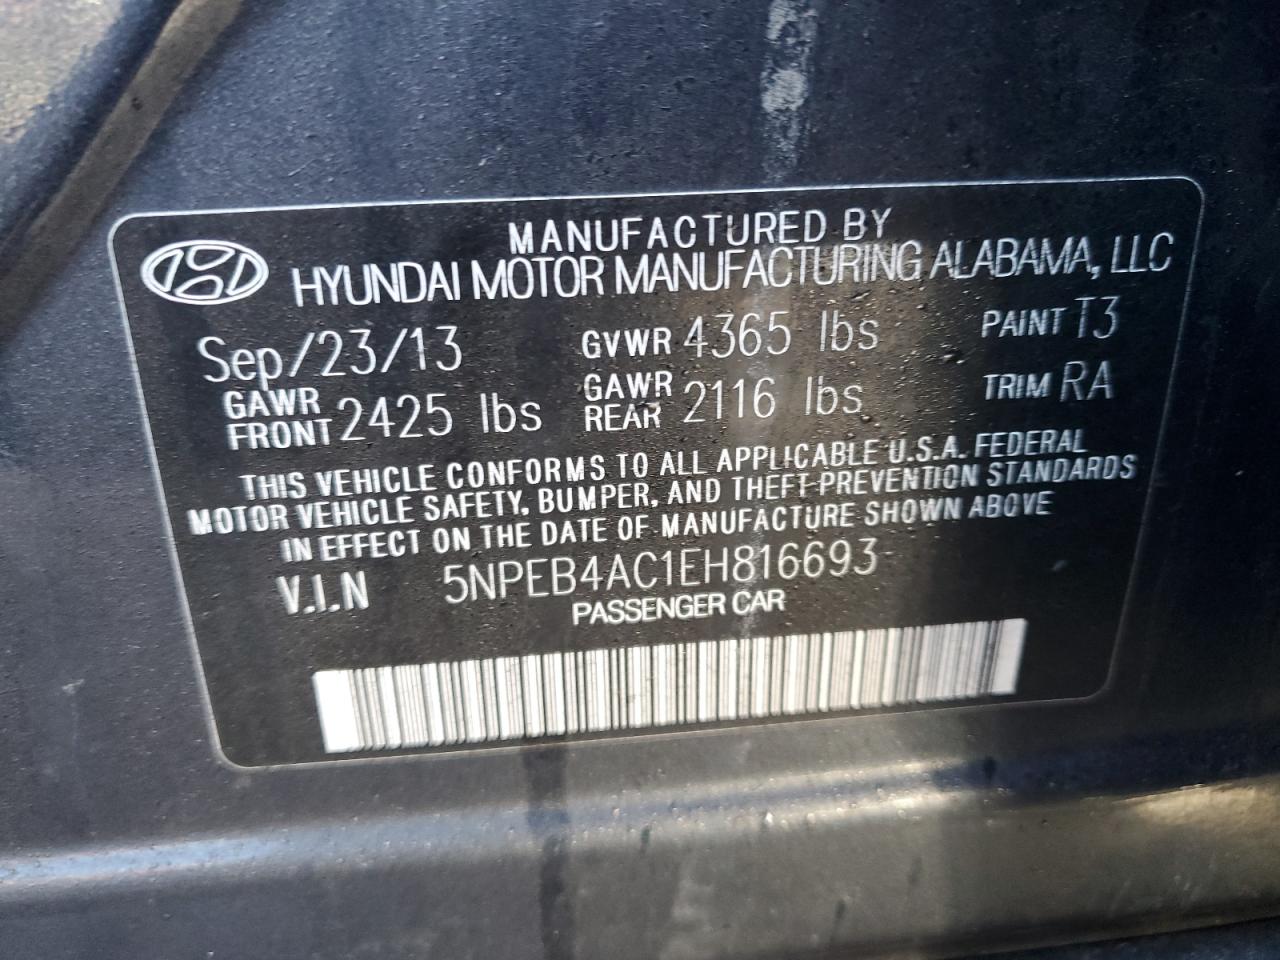 MANUFACTURED BY
HYUNDAI MOTOR MANUFACTURING ALABAMA, LLC
Sep/23/13 GVWR 4365 lbs PAINT T3
GAWR FRONT 2425 lbs GAWR REAR 2116 lbs TRIM RA
THIS VEHICLE CONFORMS TO ALL APPLICABLE U.S.A. FEDERAL
MOTOR VEHICLE SAFETY, BUMPER, AND THEFT PREVENTION STANDARDS
IN EFFECT ON THE DATE OF MANUFACTURE SHOWN ABOVE
V.I.N 5NPEB4AC1EH816693
PASSENGER CAR